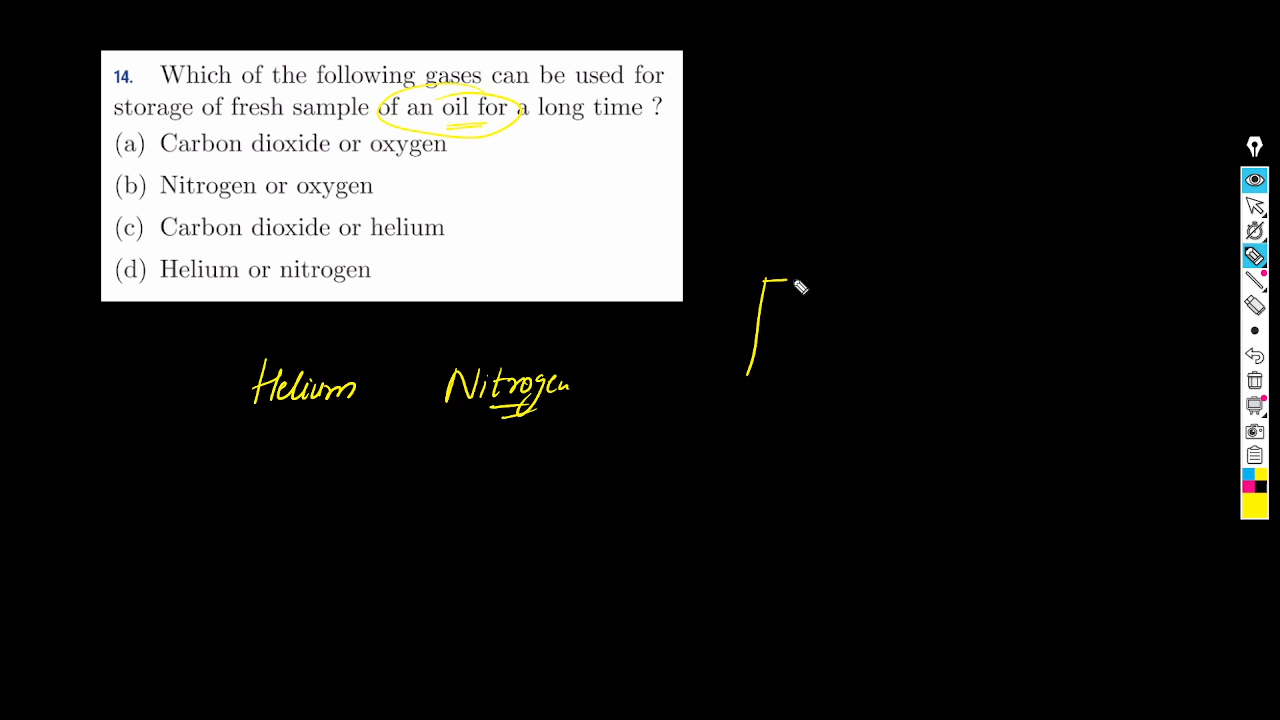 14. Which of the following gases can be used for
storage of fresh sample of an oil for a long time ?
(a) Carbon dioxide or oxygen
(b) Nitrogen or oxygen
(c) Carbon dioxide or helium
(d) Helium or nitrogen
Helium Nitrogen